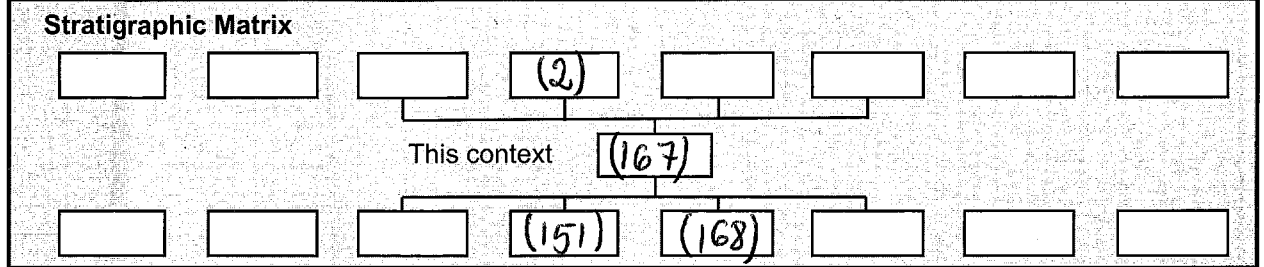 Stratigraphic Matrix
(2)
This context (167)
(151) (168)